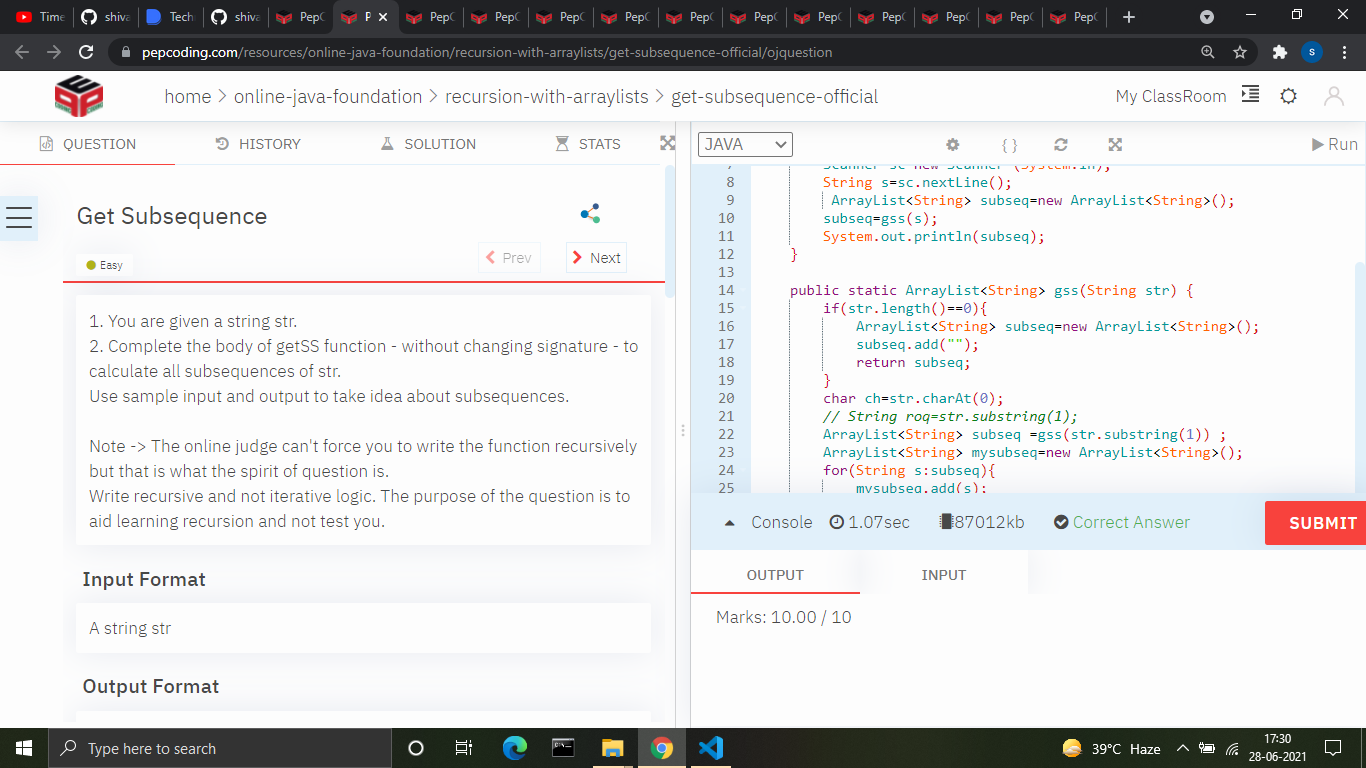 Time
shiva
Tech
shiva
PepC
P
PepC
PepC
PepC
PepC
PepC
PepC
PepC
PepC
PepC
PepC
PepC
pepcoding.com/resources/online-java-foundation/recursion-with-arraylists/get-subsequence-official/ojquestion
S
home > online-java-foundation > recursion-with-arraylists > get-subsequence-official
My ClassRoom
QUESTION HISTORY SOLUTION STATS
Get Subsequence
Prev Next
Easy
1. You are given a string str.
2. Complete the body of getSS function - without changing signature - to
calculate all subsequences of str.
Use sample input and output to take idea about subsequences.
Note -> The online judge can't force you to write the function recursively
but that is what the spirit of question is.
Write recursive and not iterative logic. The purpose of the question is to
aid learning recursion and not test you.
Input Format
A string str
Output Format
JAVA
{ }
Run
7 Scanner sc=new Scanner (System.in);
8 String s=sc.nextLine();
9 ArrayList<String> subseq=new ArrayList<String>();
10 subseq=gss(s);
11 System.out.println(subseq);
12 }
13
14 public static ArrayList<String> gss(String str) {
15 if(str.length()==0){
16 ArrayList<String> subseq=new ArrayList<String>();
17 subseq.add("");
18 return subseq;
19 }
20 char ch=str.charAt(0);
21 // String roq=str.substring(1);
22 ArrayList<String> subseq =gss(str.substring(1)) ;
23 ArrayList<String> mysubseq=new ArrayList<String>();
24 for(String s:subseq){
25 mysubseq.add(s);
Console 1.07sec 87012kb Correct Answer
SUBMIT
OUTPUT INPUT
Marks: 10.00 / 10
Type here to search
39°C Haze
17:30
28-06-2021